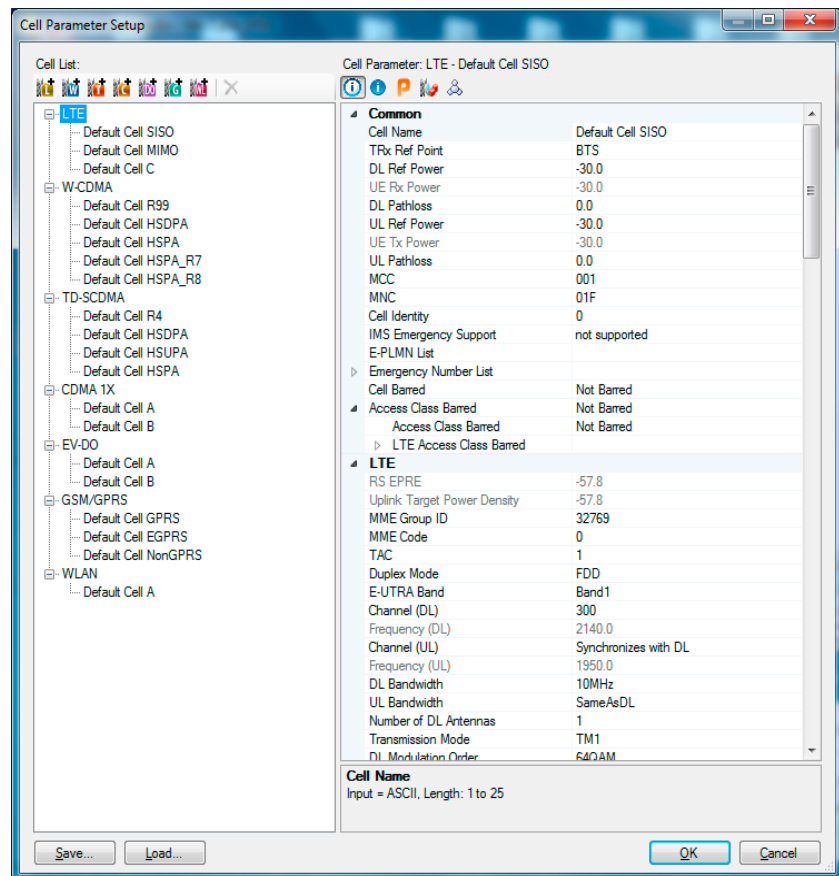 Cell Parameter Setup
Cell List:
LTE
Default Cell SISO
Default Cell MIMO
Default Cell C
W-CDMA
Default Cell R99
Default Cell HSDPA
Default Cell HSPA
Default Cell HSPA_R7
Default Cell HSPA_R8
TD-SCDMA
Default Cell R4
Default Cell HSDPA
Default Cell HSUPA
Default Cell HSPA
CDMA 1X
Default Cell A
Default Cell B
EV-DO
Default Cell A
Default Cell B
GSM/GPRS
Default Cell GPRS
Default Cell EGPRS
Default Cell NonGPRS
WLAN
Default Cell A
Cell Parameter: LTE - Default Cell SISO
Common
Cell Name Default Cell SISO
TRx Ref Point BTS
DL Ref Power -30.0
UE Rx Power -30.0
DL Pathloss 0.0
UL Ref Power -30.0
UE Tx Power -30.0
UL Pathloss 0.0
MCC 001
MNC 01F
Cell Identity 0
IMS Emergency Support not supported
E-PLMN List
Emergency Number List
Cell Barred Not Barred
Access Class Barred Not Barred
Access Class Barred Not Barred
LTE Access Class Barred
LTE
RS EPRE -57.8
Uplink Target Power Density -57.8
MME Group ID 32769
MME Code 0
TAC 1
Duplex Mode FDD
E-UTRA Band Band1
Channel (DL) 300
Frequency (DL) 2140.0
Channel (UL) Synchronizes with DL
Frequency (UL) 1950.0
DL Bandwidth 10MHz
UL Bandwidth SameAsDL
Number of DL Antennas 1
Transmission Mode TM1
DL Modulation Order 64QAM
Cell Name
Input = ASCII, Length: 1 to 25
Save... Load... OK Cancel